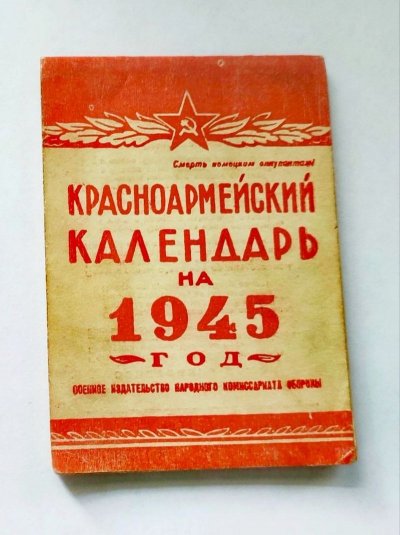 Смерть немецким оккупантам!
КРАСНОАРМЕЙСКИЙ
КАЛЕНДАРЬ
НА
1945
ГОД
ВОЕННОЕ ИЗДАТЕЛЬСТВО НАРОДНОГО КОМИССАРИАТА ОБОРОНЫ